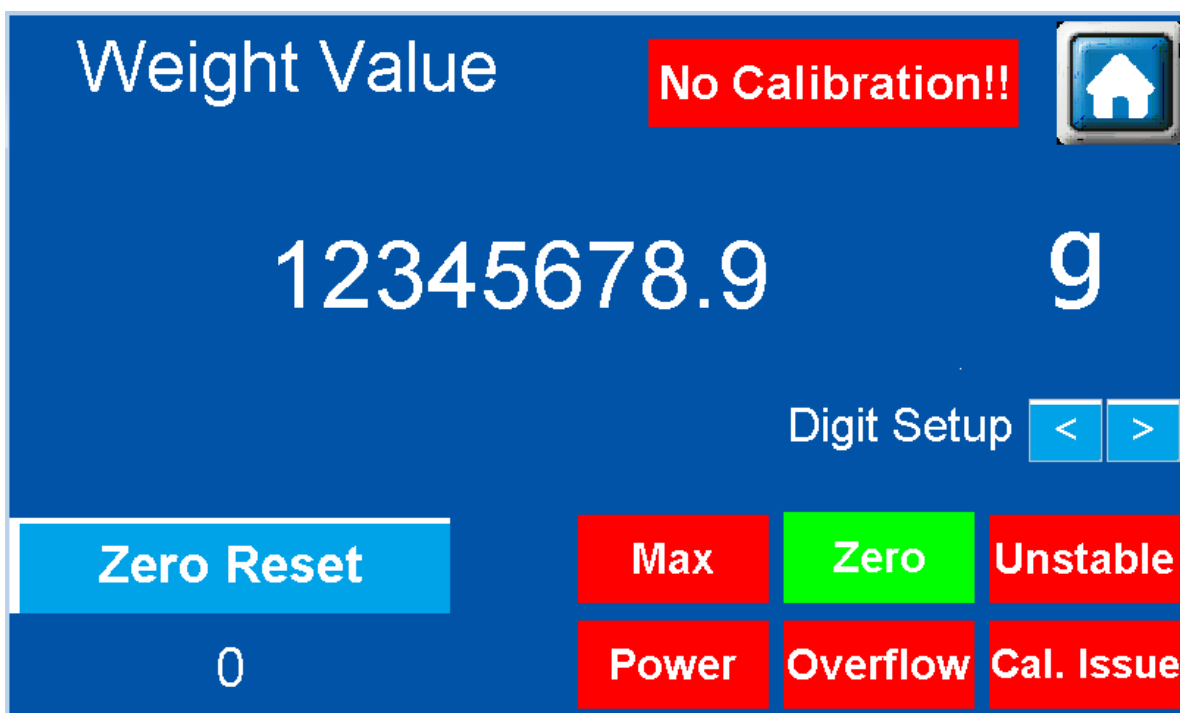 Weight Value
No Calibration!!
12345678.9 g
Digit Setup < >
Zero Reset
Max Zero Unstable
0
Power Overflow Cal. Issue